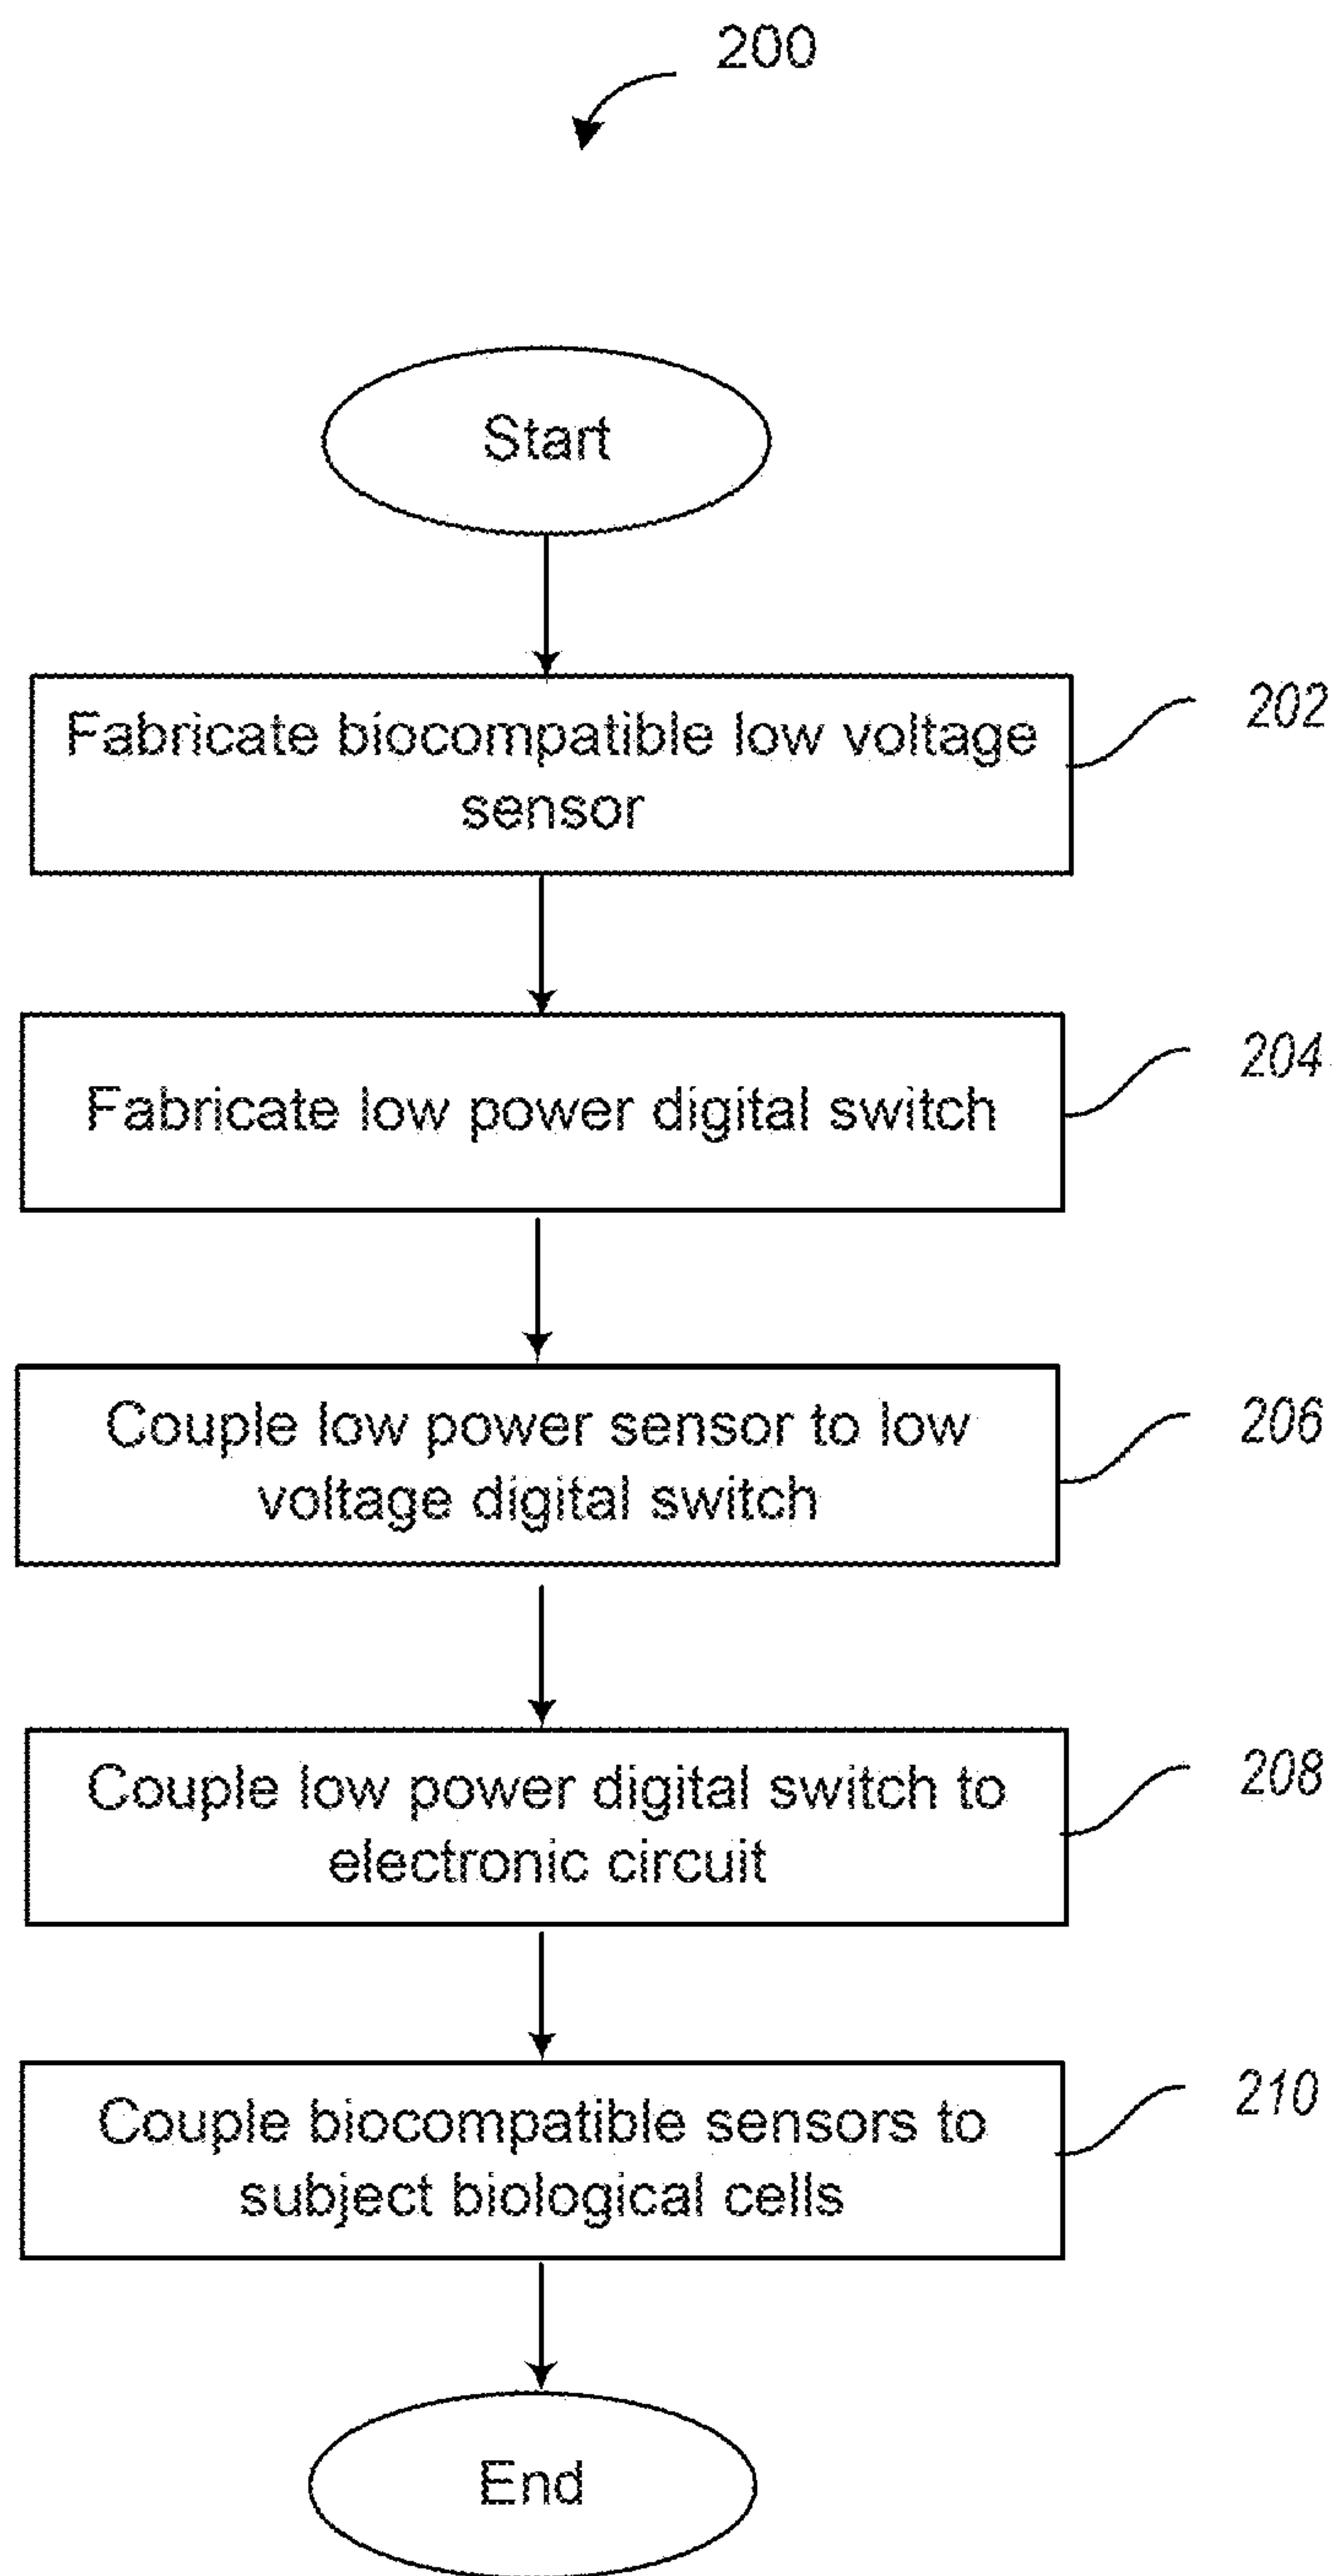 200
Start
Fabricate biocompatible low voltage
sensor
202
Fabricate low power digital switch
204
Couple low power sensor to low
voltage digital switch
206
Couple low power digital switch to
electronic circuit
208
Couple biocompatible sensors to
subject biological cells
210
End